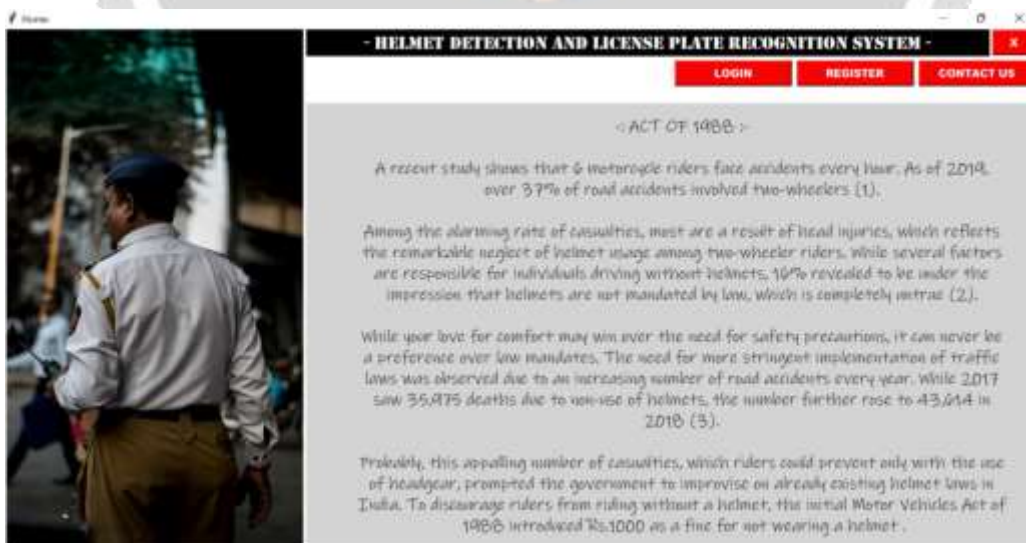 Home
- HELMET DETECTION AND LICENSE PLATE RECOGNITION SYSTEM -
X
LOGIN REGISTER CONTACT US
<ACT OF 1988>
A recent study shows that 6 motorcycle riders face accidents every hour. As of 2019,
over 37% of road accidents involved two-wheelers (1).
Among the alarming rate of casualties, most are a result of head injuries, which reflects
the remarkable neglect of helmet usage among two-wheeler riders. While several factors
are responsible for individuals driving without helmets, 16% revealed to be under the
impression that helmets are not mandated by law, which is completely untrue (2).
While your love for comfort may win over the need for safety precautions, it can never be
a preference over law mandates. The need for more stringent implementation of traffic
laws was observed due to an increasing number of road accidents every year. While 2017
saw 35,975 deaths due to non-use of helmets, the number further rose to 43,614 in
2018 (3).
Probably, this appalling number of casualties, which riders could prevent only with the use
of headgear, prompted the government to improvise on already existing helmet laws in
India. To discourage riders from riding without a helmet, the initial Motor Vehicles Act of
1988 introduced Rs.1000 as a fine for not wearing a helmet .